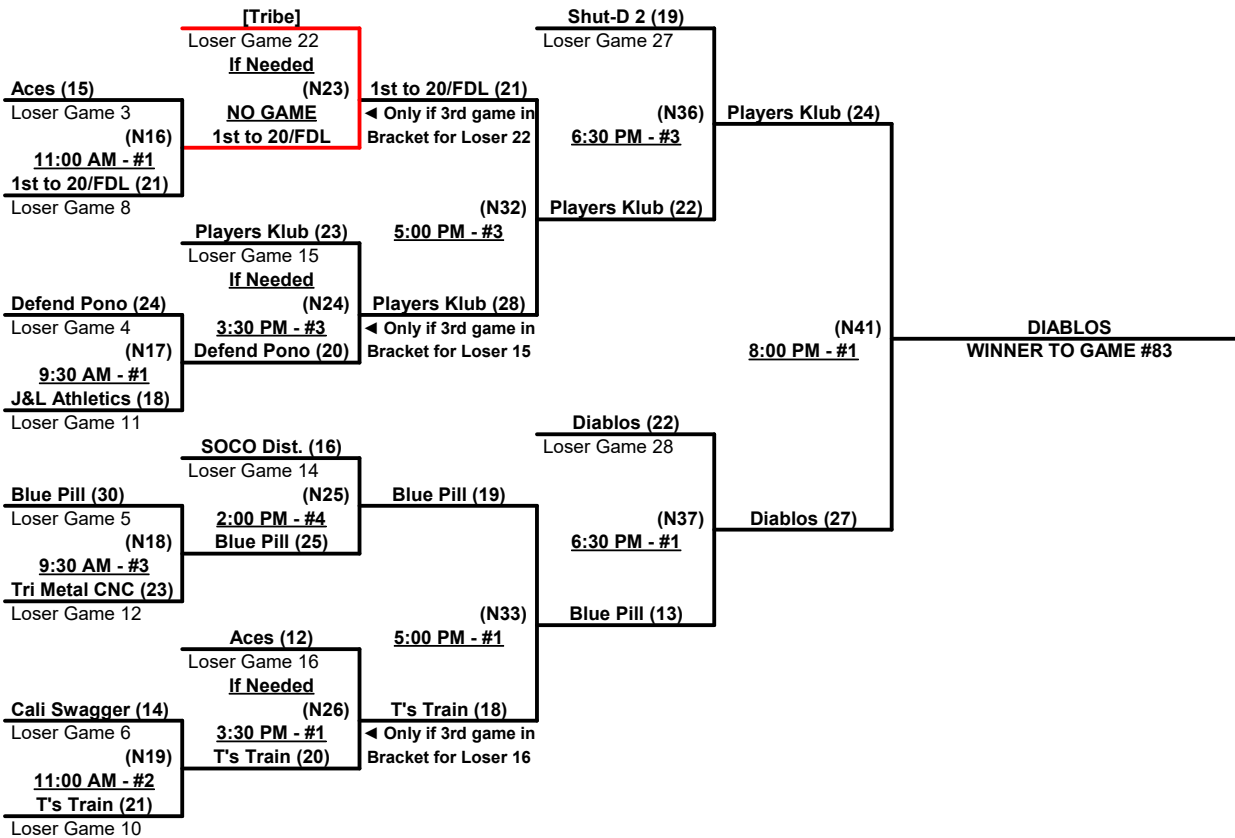 [Tribe]
Loser Game 22
If Needed
(N23)
NO GAME
1st to 20/FDL
Aces (15)
Loser Game 3
(N16)
11:00 AM - #1
1st to 20/FDL (21)
Loser Game 8
1st to 20/FDL (21)
◄ Only if 3rd game in
Bracket for Loser 22
Players Klub (23)
Loser Game 15
If Needed
(N24)
3:30 PM - #3
Defend Pono (20)
Defend Pono (24)
Loser Game 4
(N17)
9:30 AM - #1
J&L Athletics (18)
Loser Game 11
(N32)
5:00 PM - #3
Players Klub (28)
◄ Only if 3rd game in
Bracket for Loser 15
SOCO Dist. (16)
Loser Game 14
(N25)
2:00 PM - #4
Blue Pill (25)
Blue Pill (30)
Loser Game 5
(N18)
9:30 AM - #3
Tri Metal CNC (23)
Loser Game 12
Blue Pill (19)
(N33)
5:00 PM - #1
Aces (12)
Loser Game 16
If Needed
(N26)
3:30 PM - #1
T's Train (20)
Cali Swagger (14)
Loser Game 6
(N19)
11:00 AM - #2
T's Train (21)
Loser Game 10
T's Train (18)
◄ Only if 3rd game in
Bracket for Loser 16
Shut-D 2 (19)
Loser Game 27
(N36)
6:30 PM - #3
Players Klub (22)
Players Klub (24)
Diablos (22)
Loser Game 28
(N37)
6:30 PM - #1
Blue Pill (13)
Diablos (27)
(N41)
8:00 PM - #1
DIABLOS
WINNER TO GAME #83